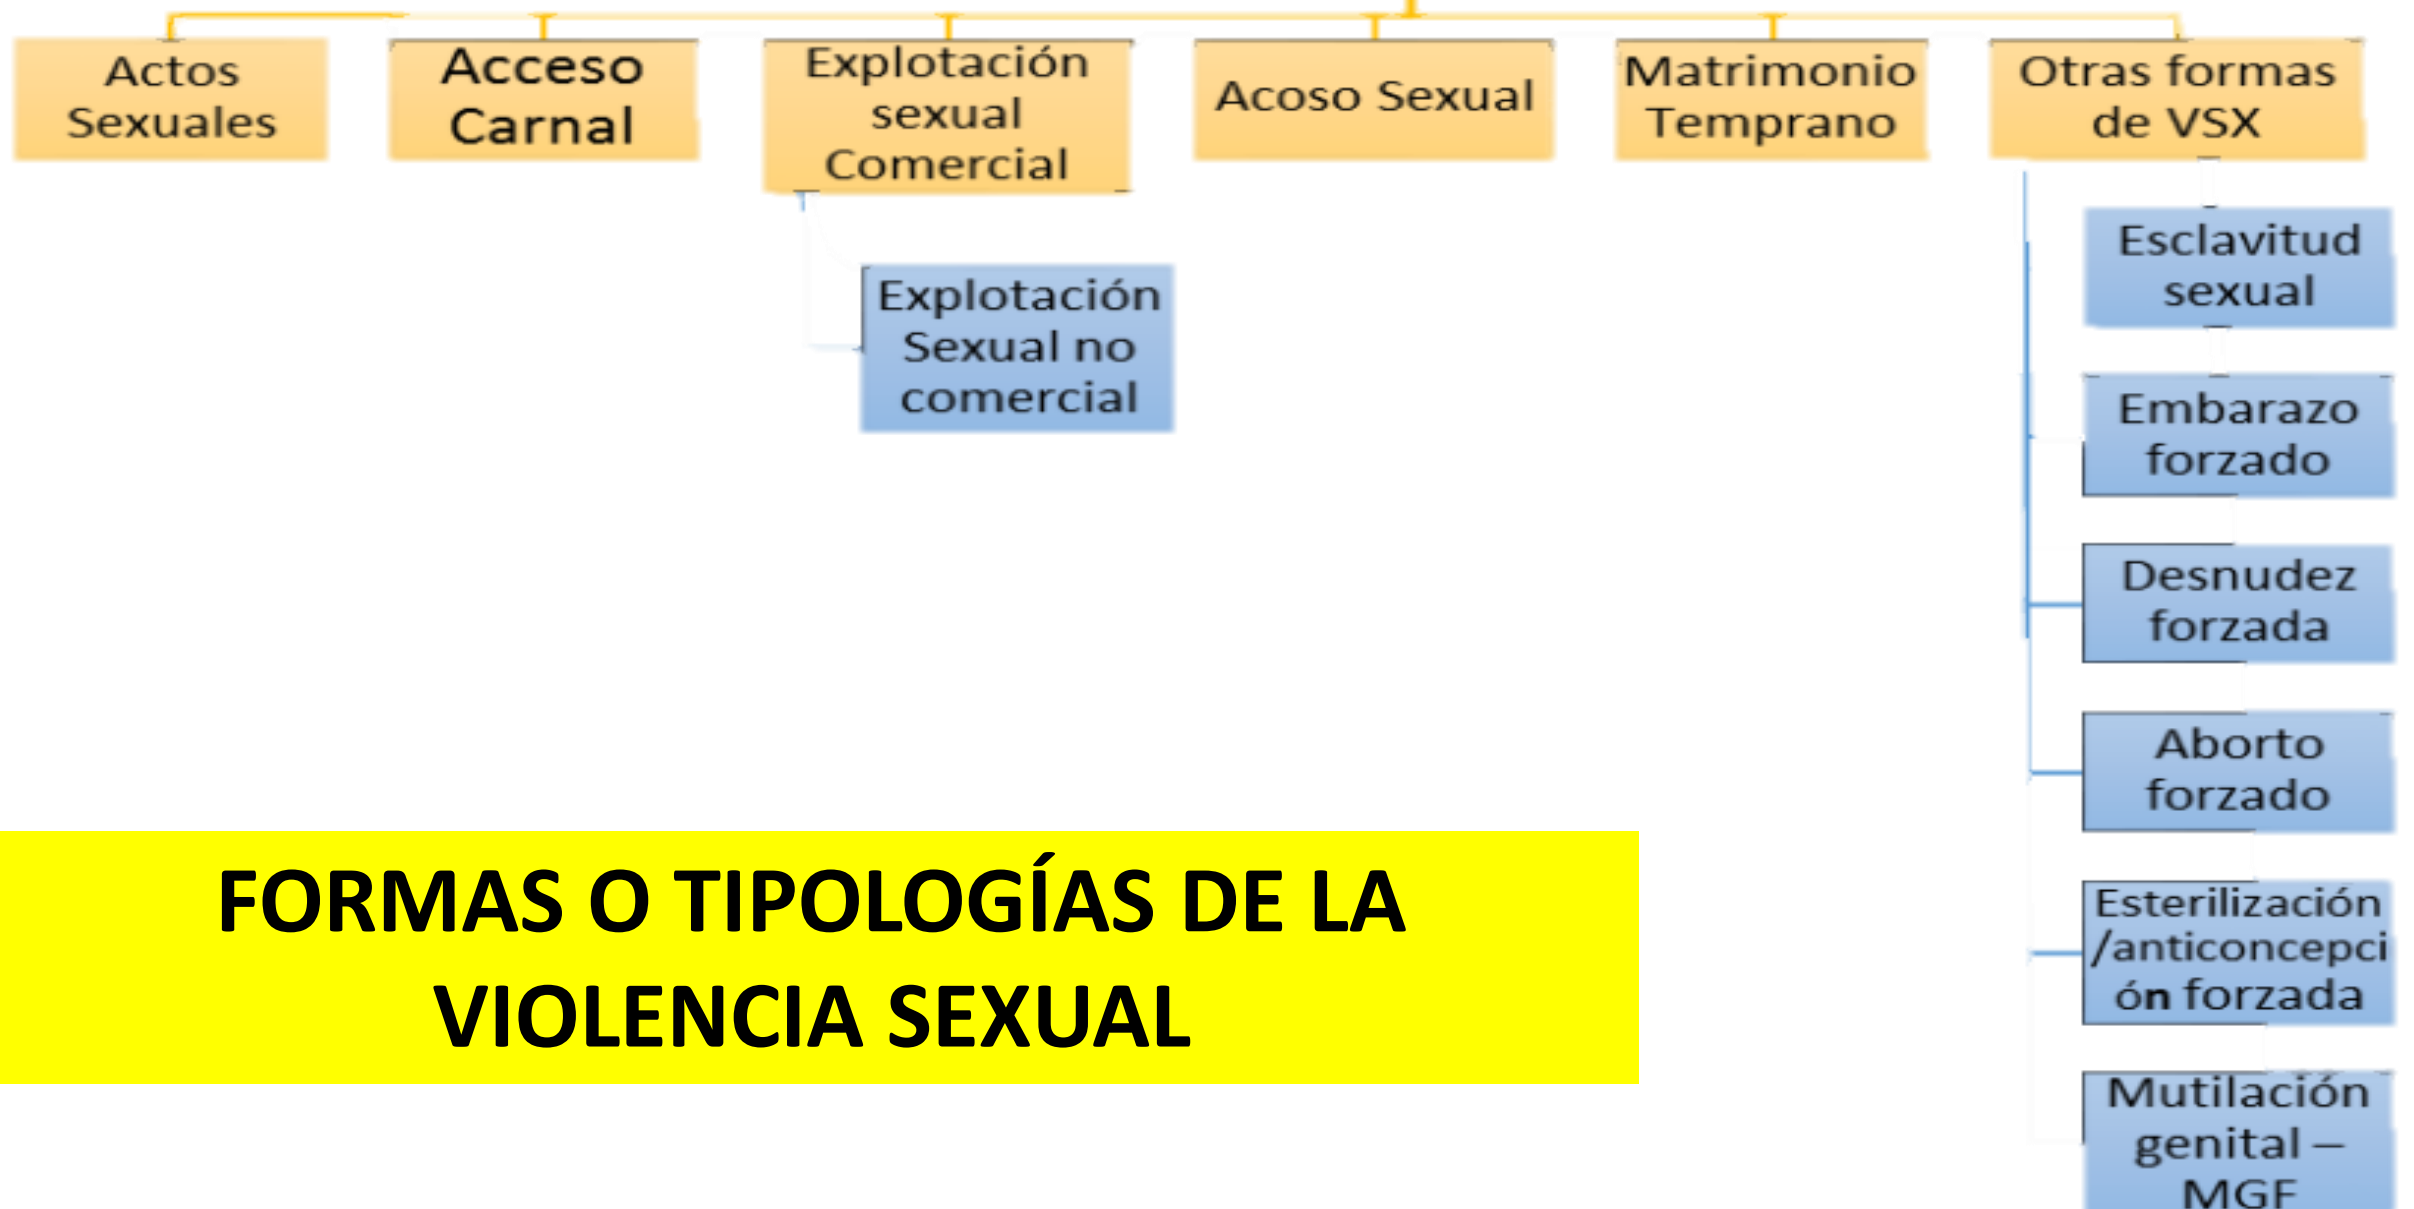 Actos
Sexuales
Acceso
Carnal
Explotación
sexual
Comercial
Acoso Sexual
Matrimonio
Temprano
Otras formas
de VSX
Explotación
Sexual no
comercial
Esclavitud
sexual
Embarazo
forzado
Desnudez
forzada
Aborto
forzado
Esterilización
/anticoncepci
ón forzada
Mutilación
genital –
MGF
FORMAS O TIPOLOGÍAS DE LA
VIOLENCIA SEXUAL